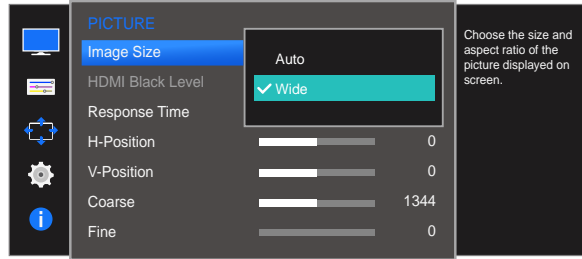 PICTURE
Image Size
Auto
Wide
HDMI Black Level
Response Time
H-Position 0
V-Position 0
Coarse 1344
Fine 0
Choose the size and
aspect ratio of the
picture displayed on
screen.